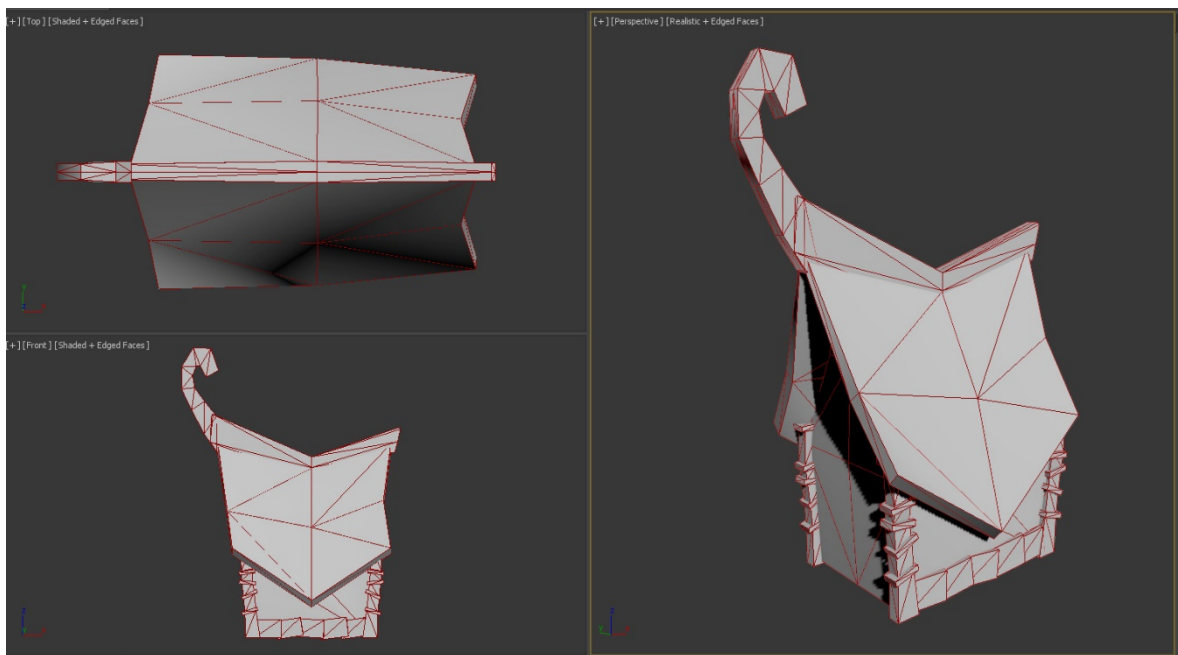 [+] [Top] [Shaded + Edged Faces]
[+] [Perspective] [Realistic + Edged Faces]
[+] [Front] [Shaded + Edged Faces]